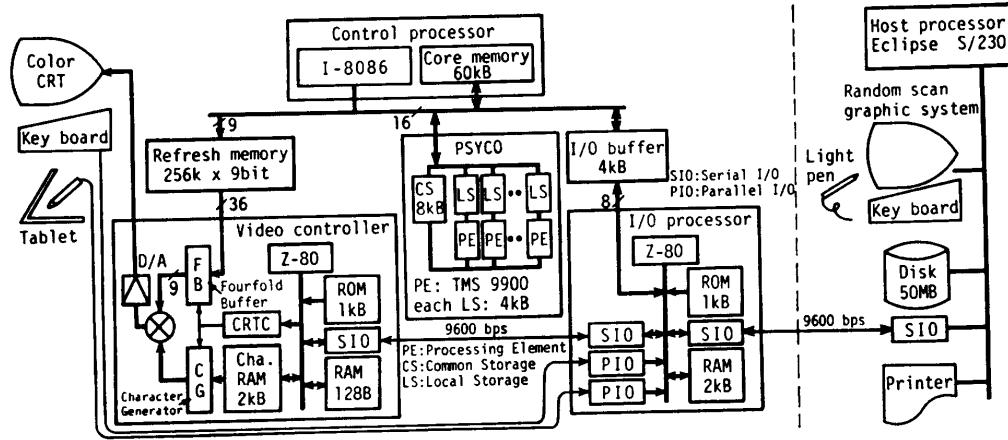 Color
CRT
Key board
Tablet
Control processor
I-8086
Core memory
60kB
9
16
Refresh memory
256k x 9bit
36
PSYCO
CS
8kB
LS
LS
••
LS
PE
PE
••
PE
PE: TMS 9900
each LS: 4kB
I/O buffer
4kB
SIO:Serial I/O
PIO:Parallel I/O
8
Video controller
Z-80
D/A
9
F
B
Fourfold
Buffer
CRTC
ROM
1kB
SIO
C
G
Cha.
RAM
2kB
RAM
128B
Character
Generator
9600 bps
PE:Processing Element
CS:Common Storage
LS:Local Storage
I/O processor
Z-80
ROM
1kB
SIO
SIO
PIO
PIO
RAM
2kB
9600 bps
Host processor
Eclipse S/230
Random scan
graphic system
Light
pen
Key board
Disk
50MB
SIO
Printer